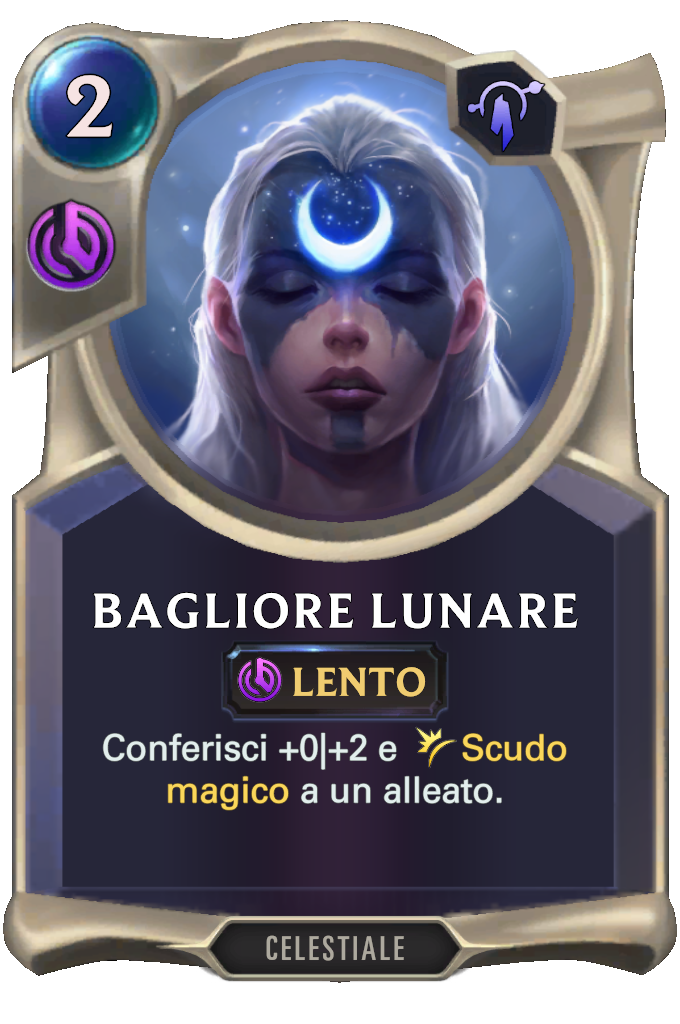 2
BAGLIORE LUNARE
LENTO
Conferisci +0|+2 e Scudo
magico a un alleato.
CELESTIALE